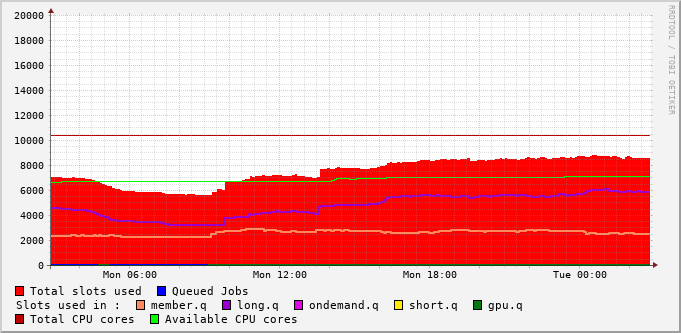 RRDTOOL / TOBI OETIKER
20000
18000
16000
14000
12000
10000
8000
6000
4000
2000
0
Mon 06:00 Mon 12:00 Mon 18:00 Tue 00:00
Total slots used Queued Jobs
Slots used in : member.q long.q ondemand.q short.q gpu.q
Total CPU cores Available CPU cores